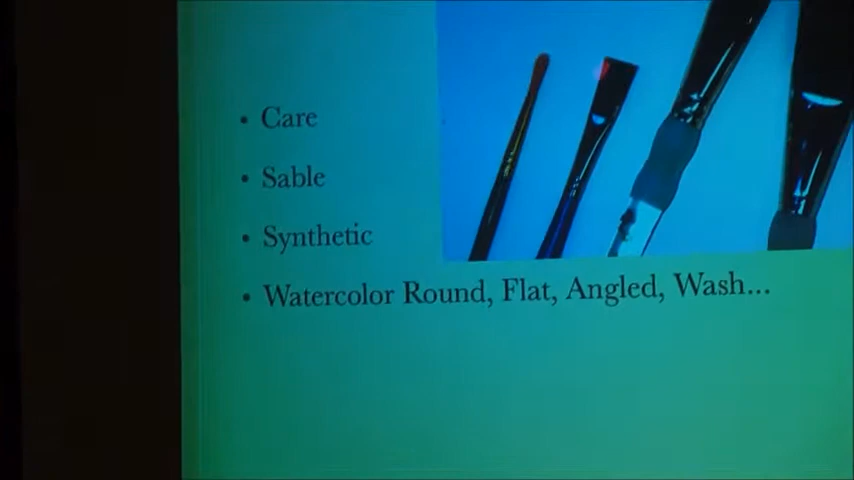 • Care
• Sable
• Synthetic
• Watercolor Round, Flat, Angled, Wash...